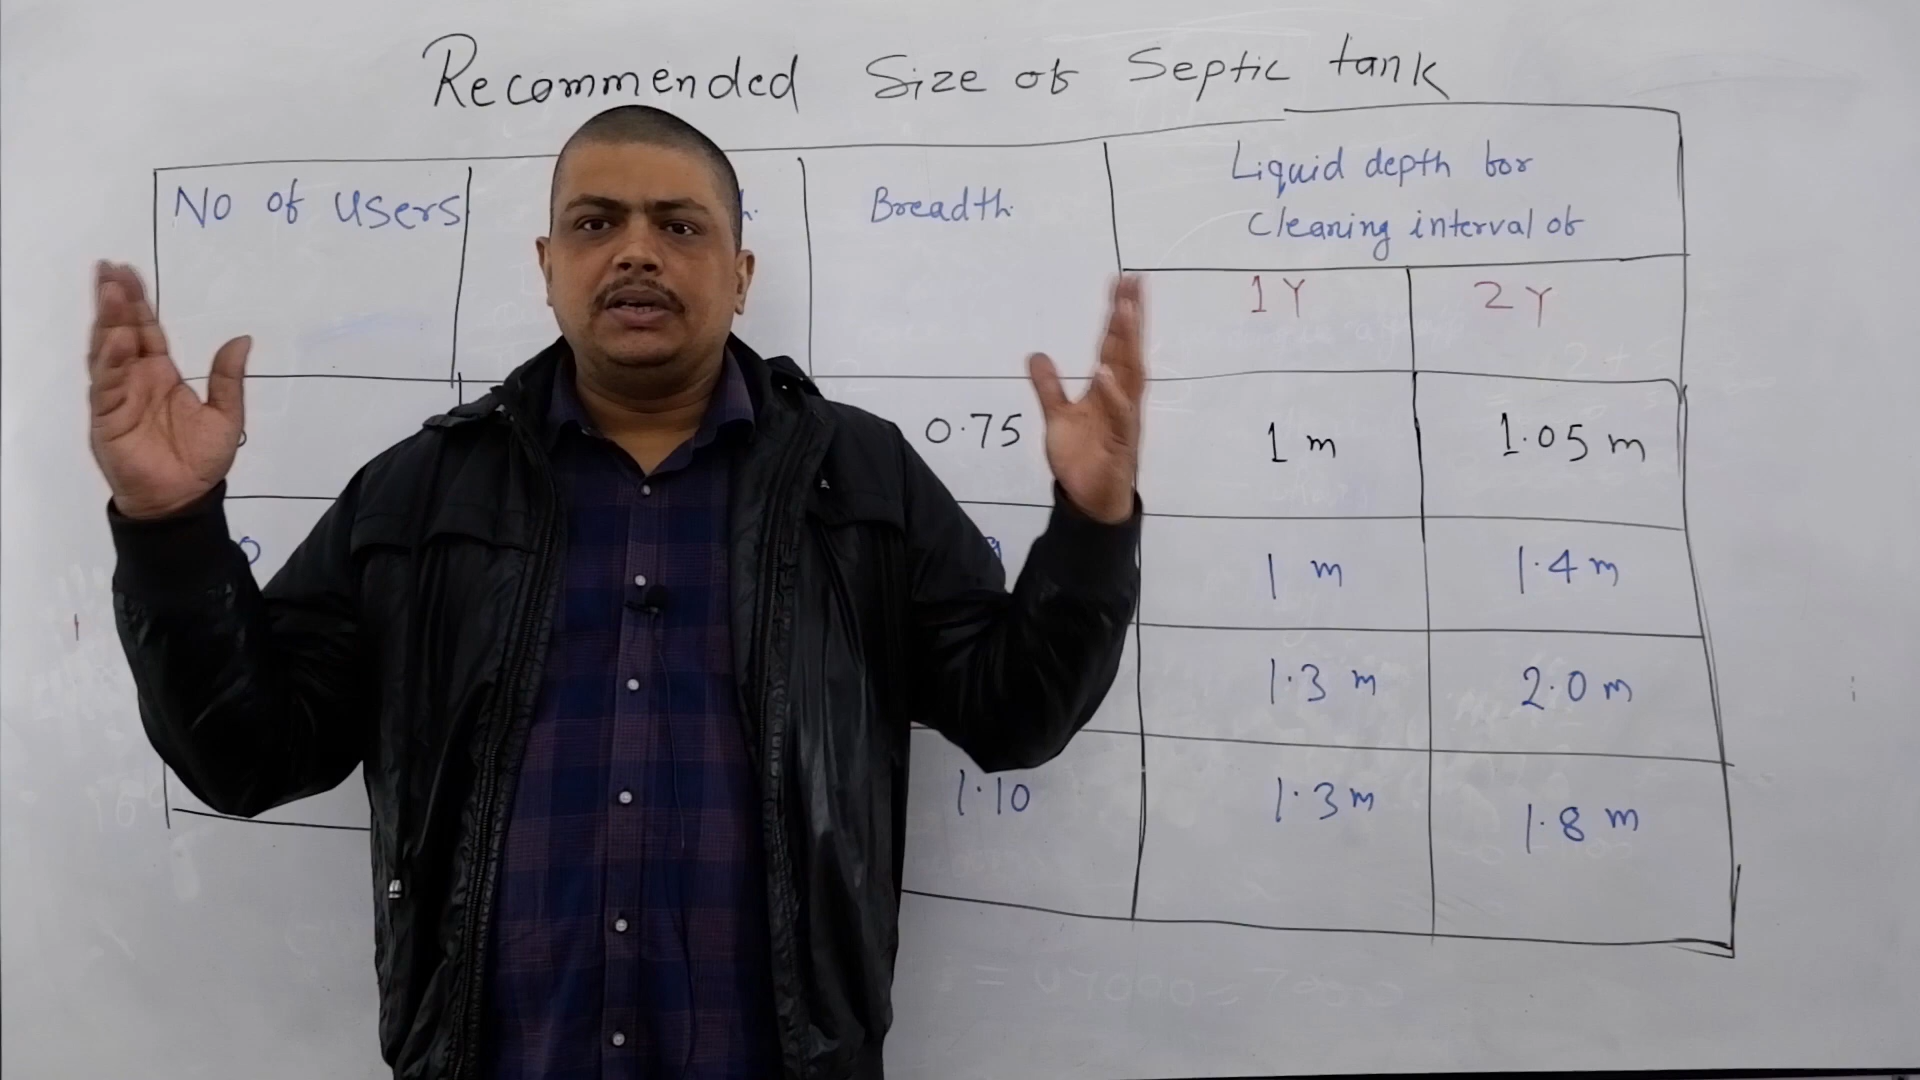 Recommended Size of Septic tank
No of Users
Breadth
Liquid depth for
Cleaning interval of
1Y
2Y
0.75
1 m
1.05 m
1 m
1.4 m
1.3 m
2.0 m
1.10
1.3 m
1.8 m